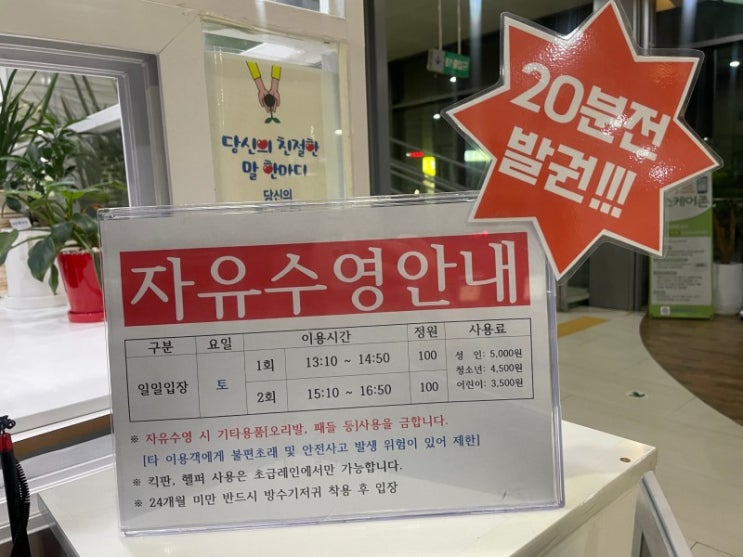 당신의 친절한
말 한마디
당신의
20분전
발권!!!
자유수영안내
구분 요일 이용시간 정원 사용료
일일입장 토 1회 13:10 ~ 14:50 100 성 인: 5,000원
청소년: 4,500원
2회 15:10 ~ 16:50 100 어린이: 3,500원
※ 자유수영 시 기타용품[오리발, 패들 등]사용을 금합니다.
[타 이용객에게 불편초래 및 안전사고 발생 위험이 있어 제한]
※ 킥판, 헬퍼 사용은 초급레인에서만 가능합니다.
※ 24개월 미만 반드시 방수기저귀 착용 후 입장
케어존